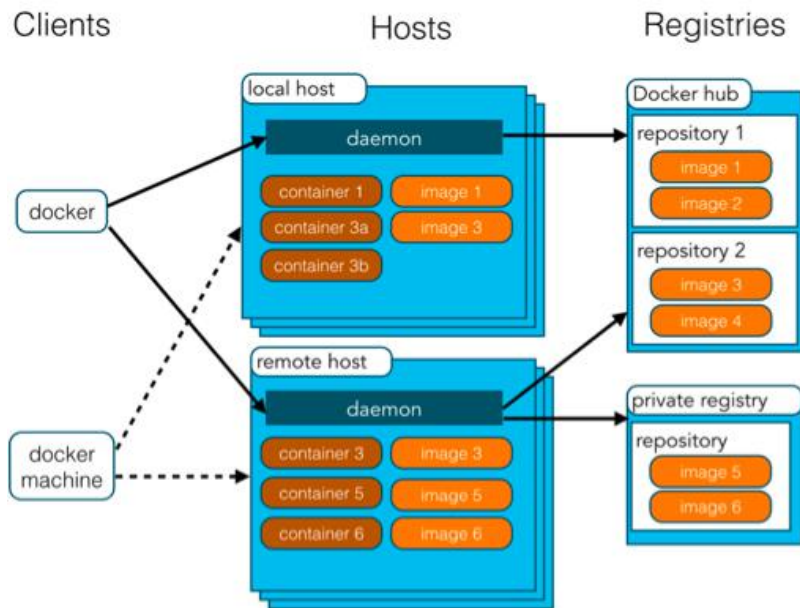 Clients
Hosts
Registries
docker
docker
machine
local host
daemon
container 1
image 1
container 3a
image 3
container 3b
remote host
daemon
container 3
image 3
container 5
image 5
container 6
image 6
Docker hub
repository 1
image 1
image 2
repository 2
image 3
image 4
private registry
repository
image 5
image 6